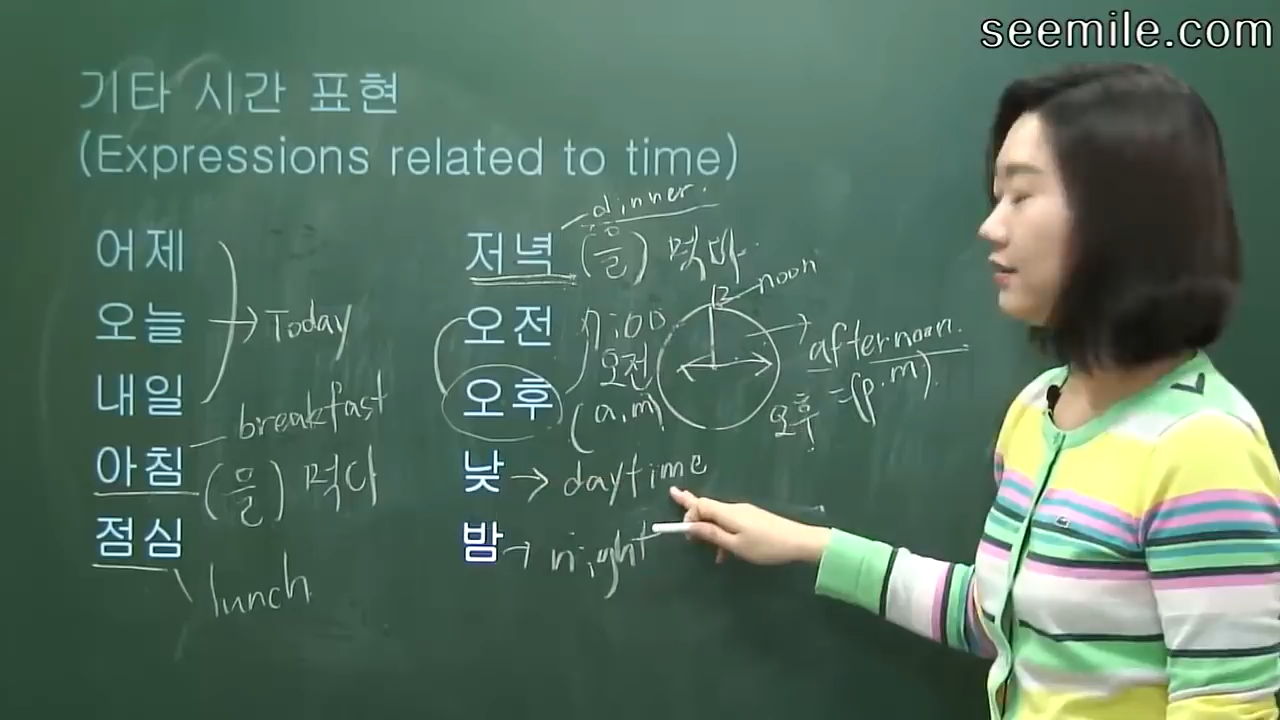 seemile.com
기타 시간 표현
(Expressions related to time)
어제
오늘 → Today
내일
breakfast
아침 (을) 먹다
점심
lunch
dinner.
저녁 (을) 먹다
오전
오후
7:00
오전
(a,m)
12 noon
afternoon.
오후 =(p.m).
낮 → daytime
밤 → night